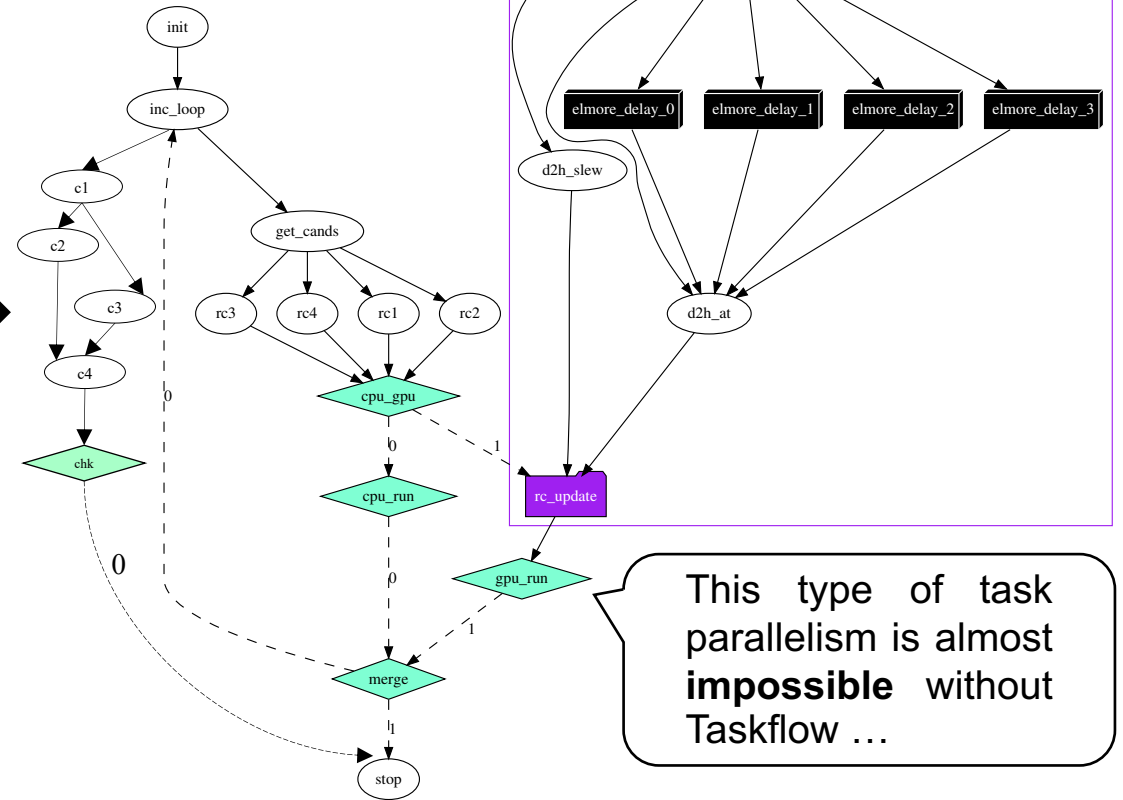 init
inc_loop
elmore_delay_0
elmore_delay_1
elmore_delay_2
elmore_delay_3
d2h_slew
c1
get_cands
c2
c3
rc3
rc4
rc1
rc2
d2h_at
c4
0
cpu_gpu
0
1
chk
cpu_run
rc_update
0
0
gpu_run
1
merge
1
stop
This type of task
parallelism is almost
impossible without
Taskflow …